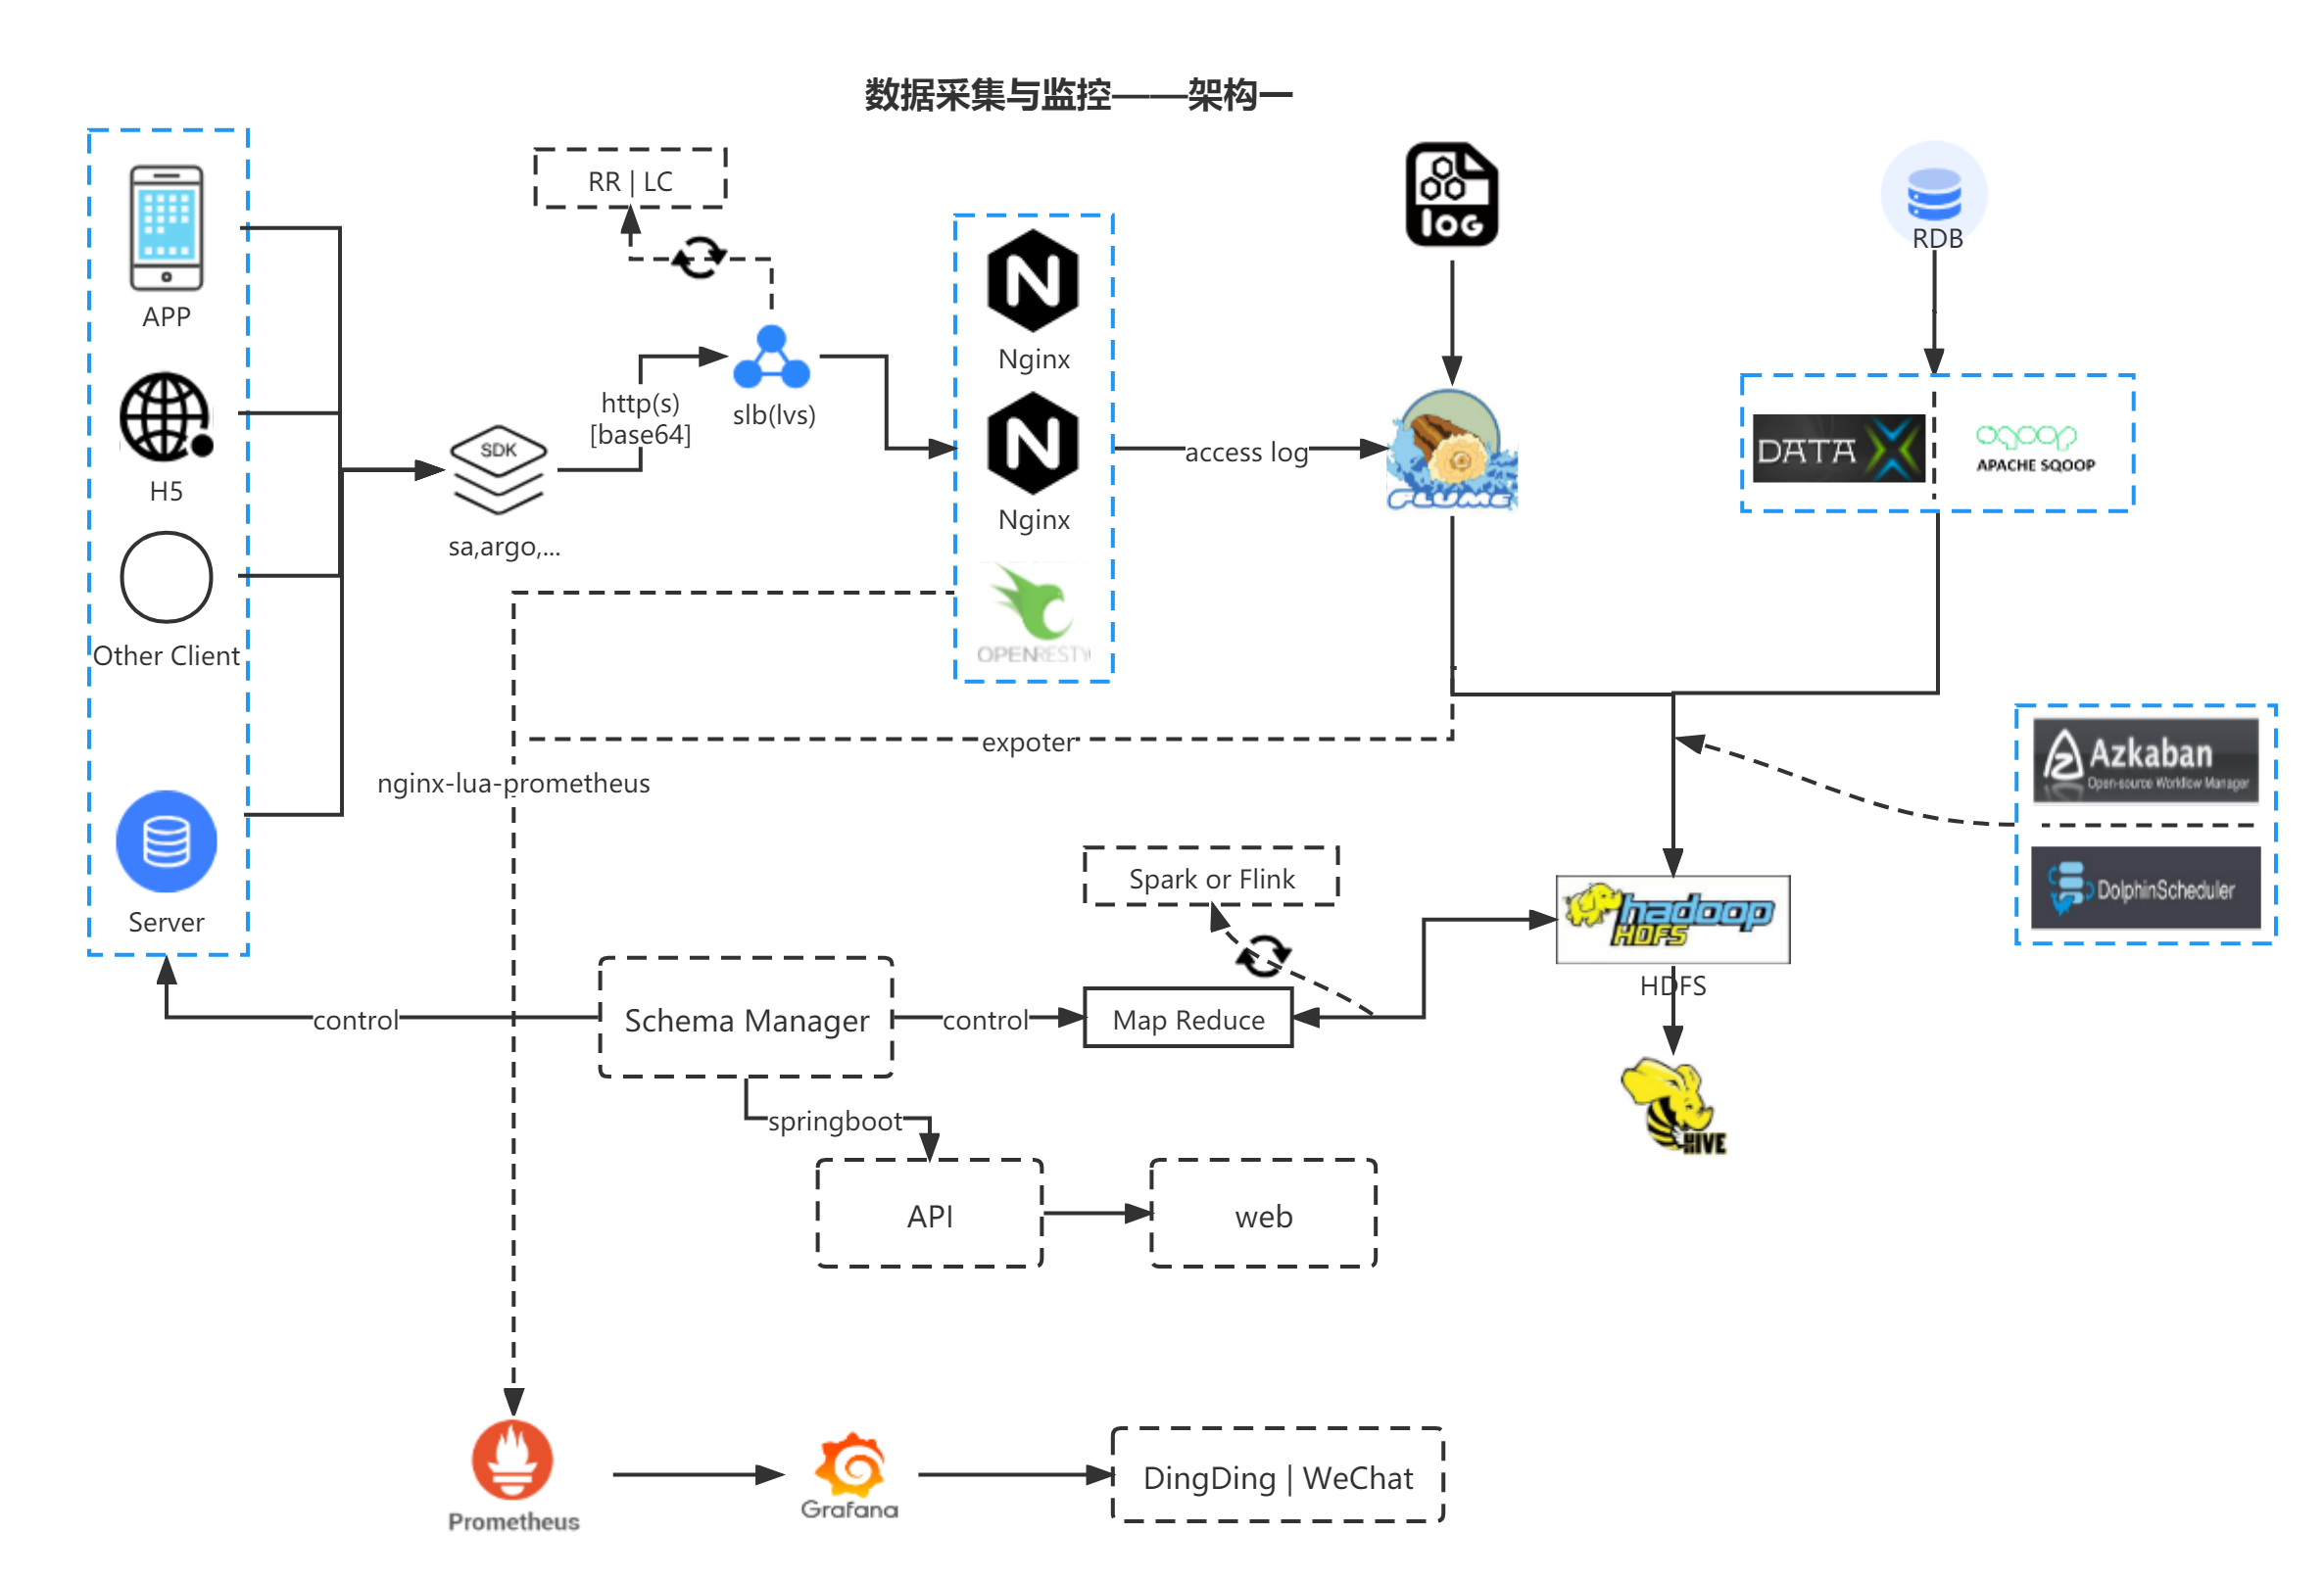 数据采集与监控——架构一
APP
H5
Other Client
Server
RR | LC
SDK
sa,argo,...
http(s)
[base64]
slb(lvs)
Nginx
Nginx
OPENRESTY
access log
LOG
FLUME
RDB
DATA X
sqoop
APACHE SQOOP
expoter
nginx-lua-prometheus
Azkaban
Open-source Workflow Manager
DolphinScheduler
Spark or Flink
hadoop
HDFS
HDFS
control
Schema Manager
control
Map Reduce
HIVE
springboot
API
web
Prometheus
Grafana
DingDing | WeChat